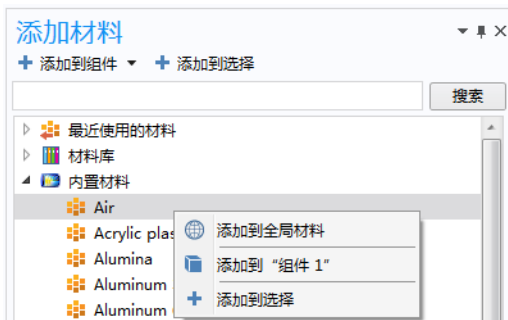 添加材料
添加到组件 添加到选择
搜索
最近使用的材料
材料库
内置材料
Air
Acrylic
Alumina
Aluminum
Aluminum
添加到全局材料
添加到“组件 1”
添加到选择